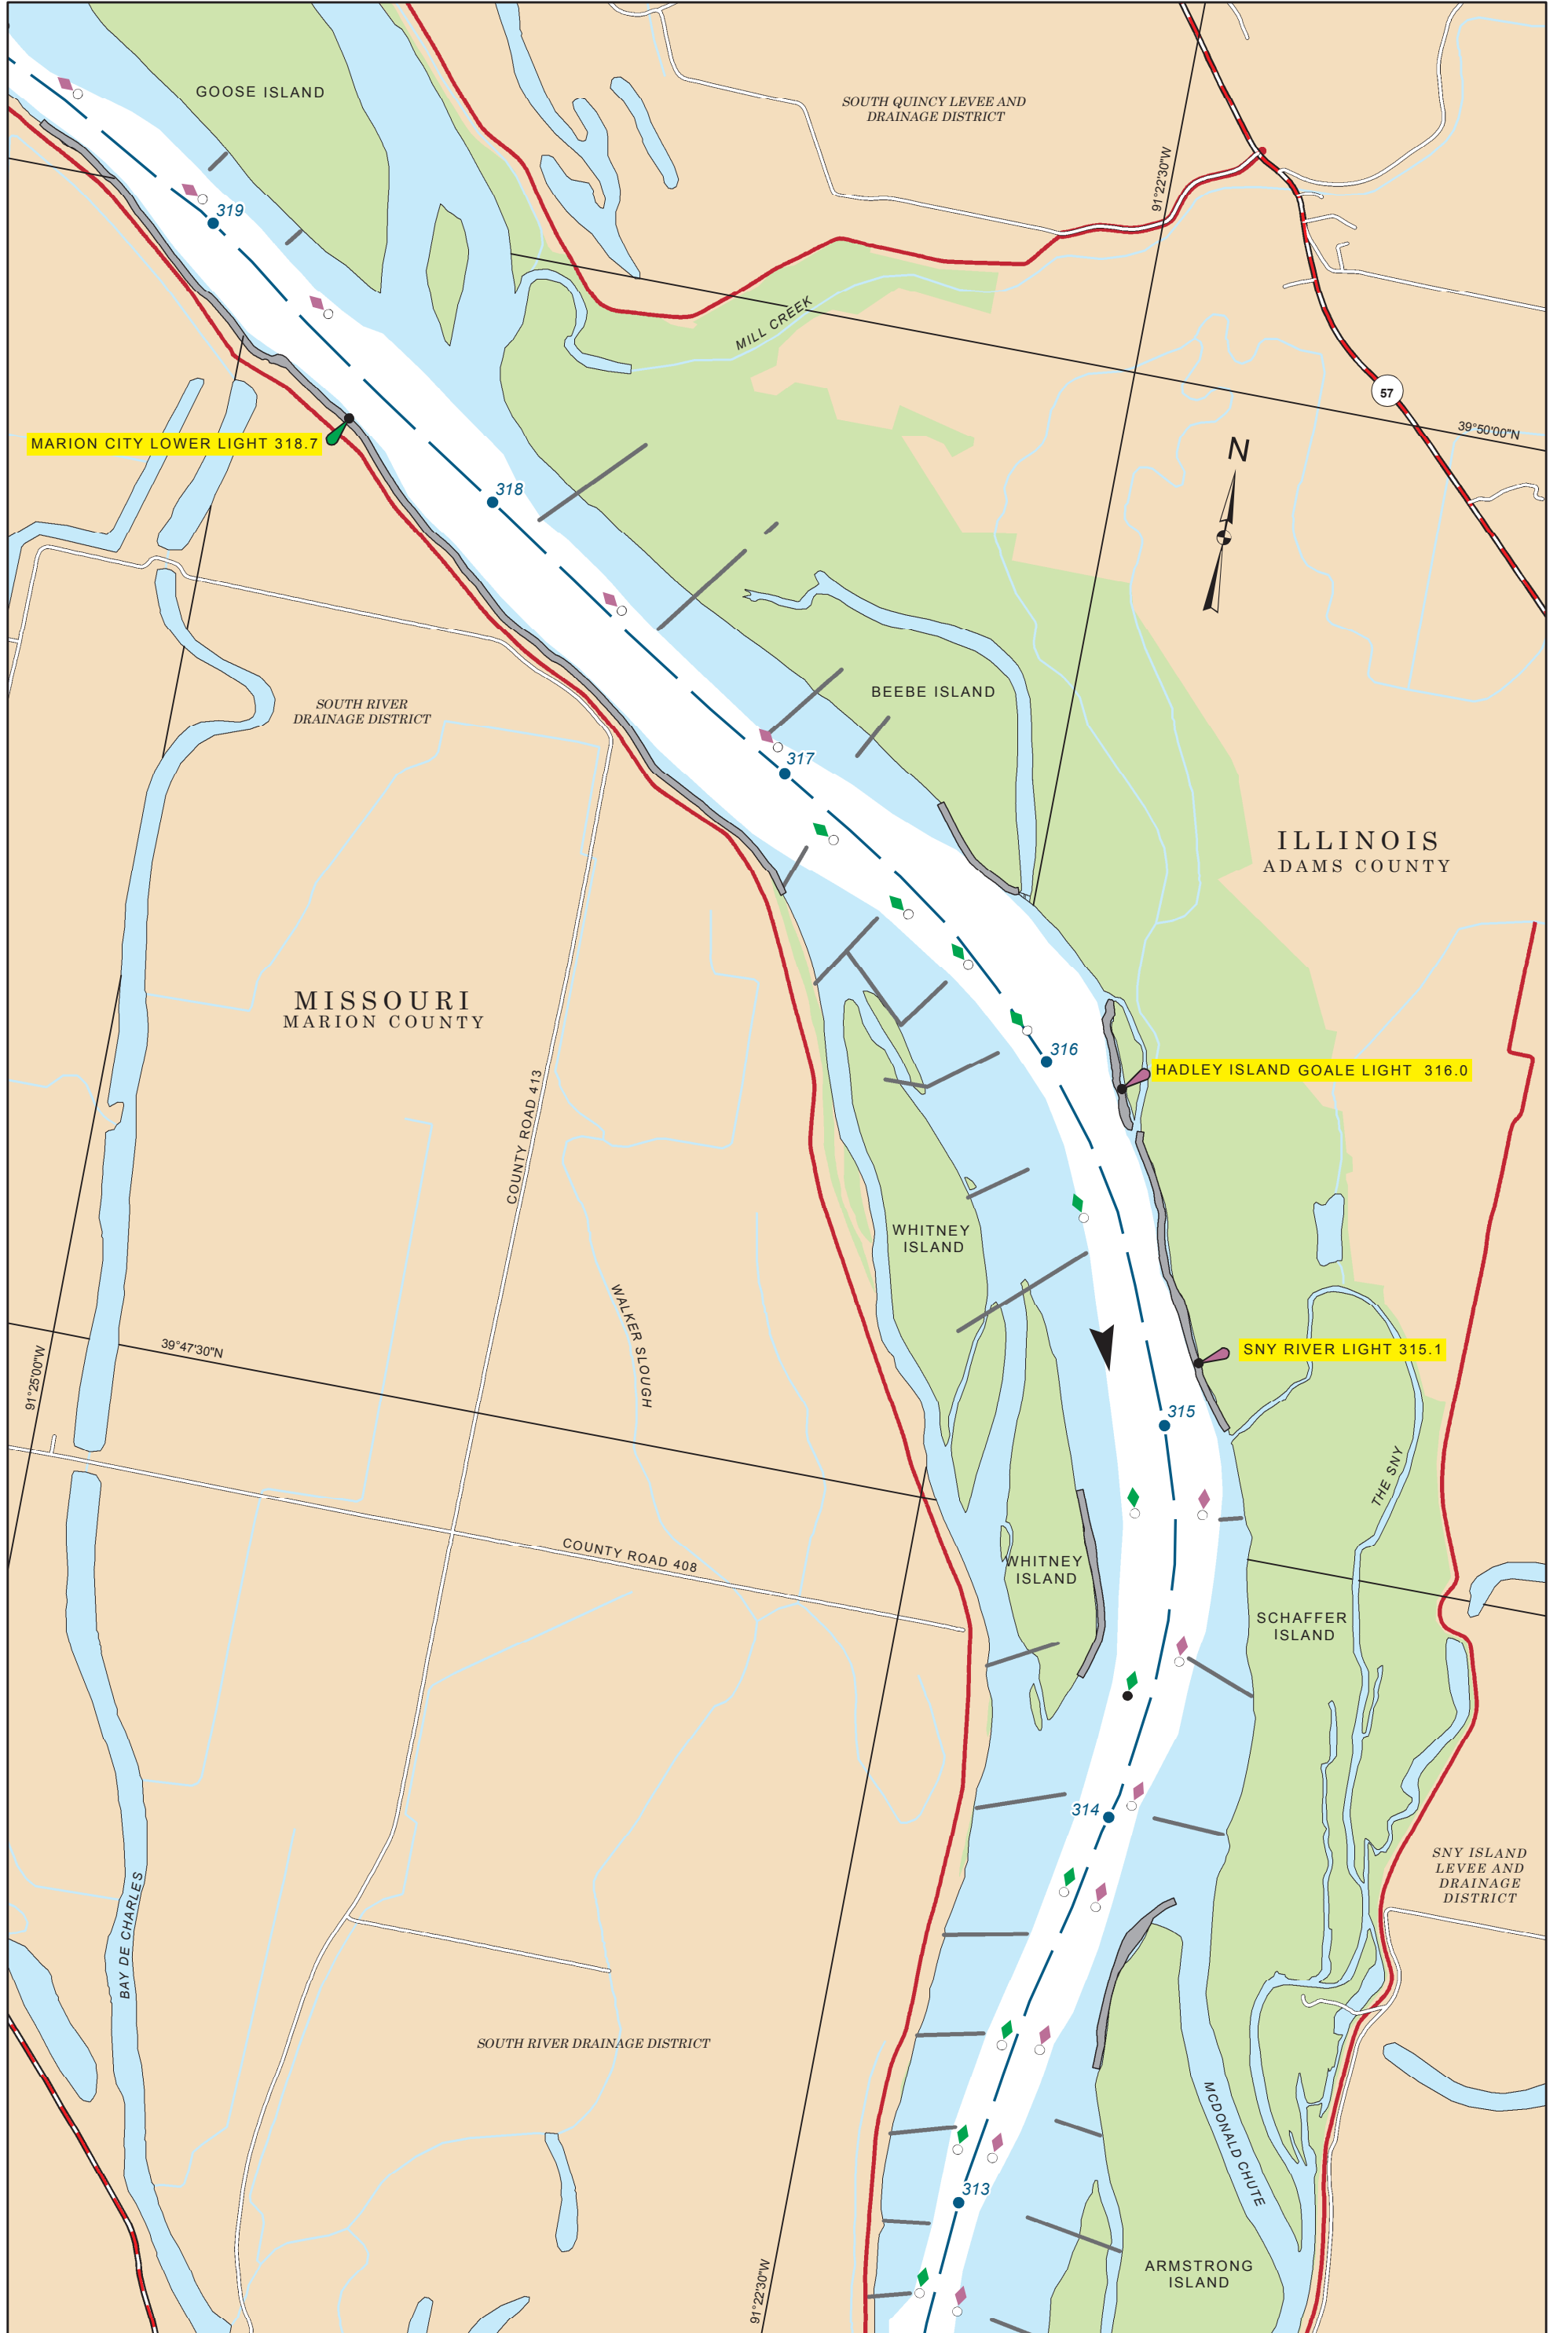 GOOSE ISLAND
SOUTH QUINCY LEVEE AND
DRAINAGE DISTRICT
91°22'30"W
319
MILL CREEK
57
39°50'00"N
MARION CITY LOWER LIGHT 318.7
N
318
BEEBE ISLAND
SOUTH RIVER
DRAINAGE DISTRICT
317
ILLINOIS
ADAMS COUNTY
MISSOURI
MARION COUNTY
316
HADLEY ISLAND GOALE LIGHT 316.0
COUNTY ROAD 413
WHITNEY
ISLAND
WALKER SLOUGH
39°47'30"N
91°25'00"W
SNY RIVER LIGHT 315.1
315
THE SNY
COUNTY ROAD 408
WHITNEY
ISLAND
SCHAFFER
ISLAND
314
SNY ISLAND
LEVEE AND
DRAINAGE
DISTRICT
BAY DE CHARLES
SOUTH RIVER DRAINAGE DISTRICT
MCDONALD CHUTE
313
ARMSTRONG
ISLAND
91°22'30"W